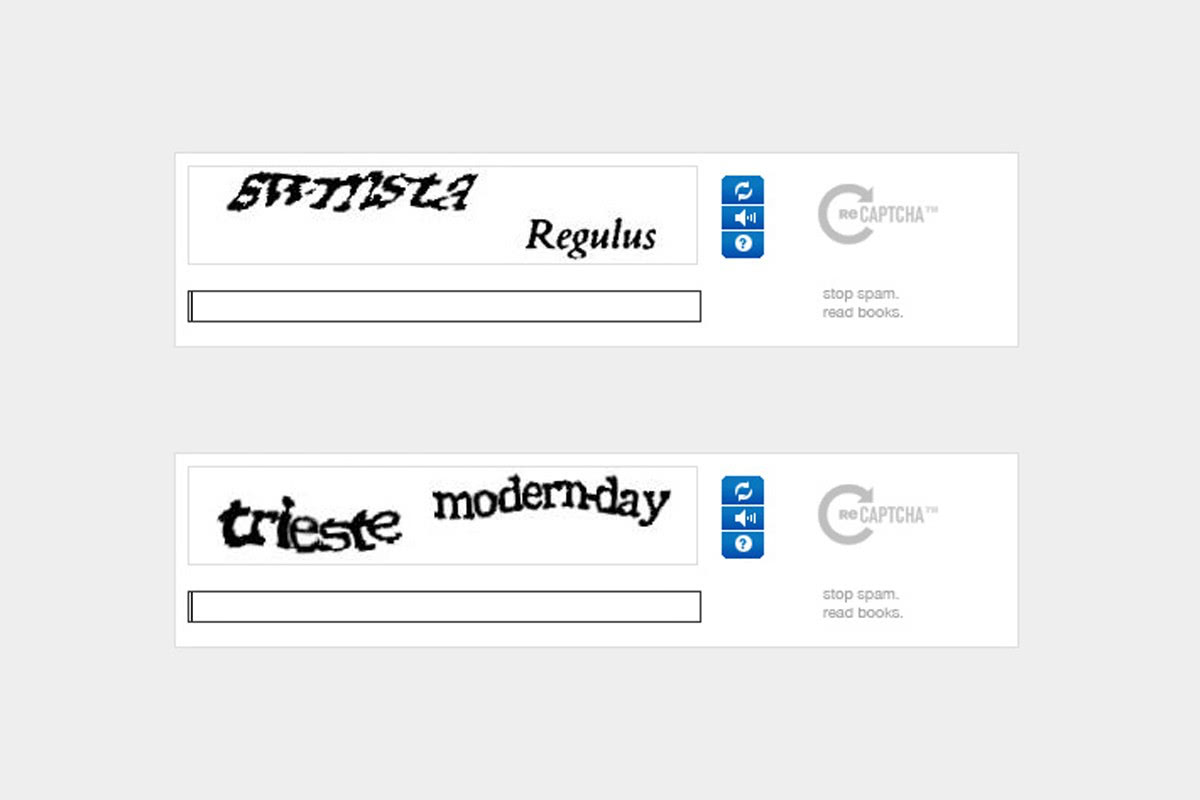 Regulus
ReCAPTCHA™
stop spam.
read books.
trieste modern-day
ReCAPTCHA™
stop spam.
read books.